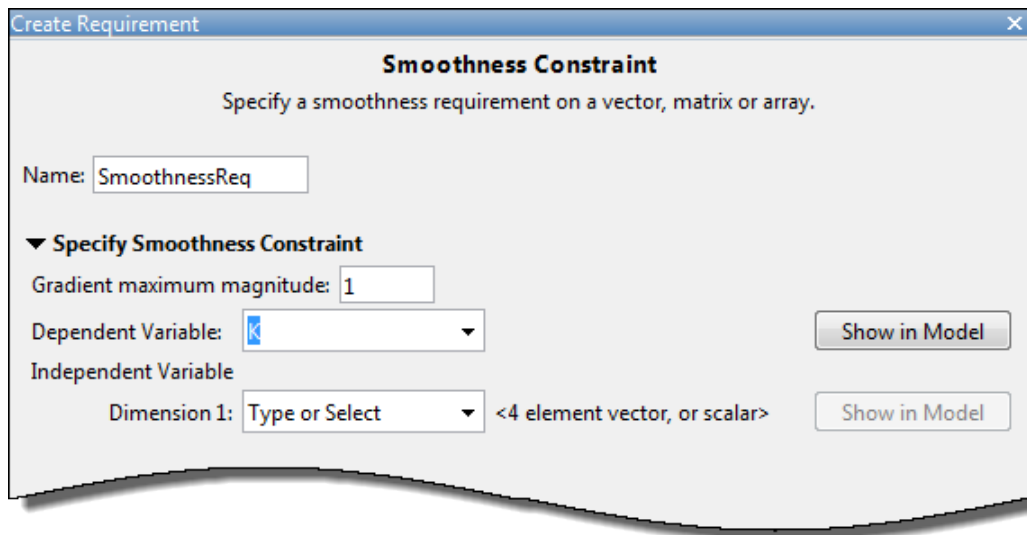 Create Requirement
Smoothness Constraint
Specify a smoothness requirement on a vector, matrix or array.
Name: SmoothnessReq
Specify Smoothness Constraint
Gradient maximum magnitude: 1
Dependent Variable: K Show in Model
Independent Variable
Dimension 1: Type or Select <4 element vector, or scalar> Show in Model